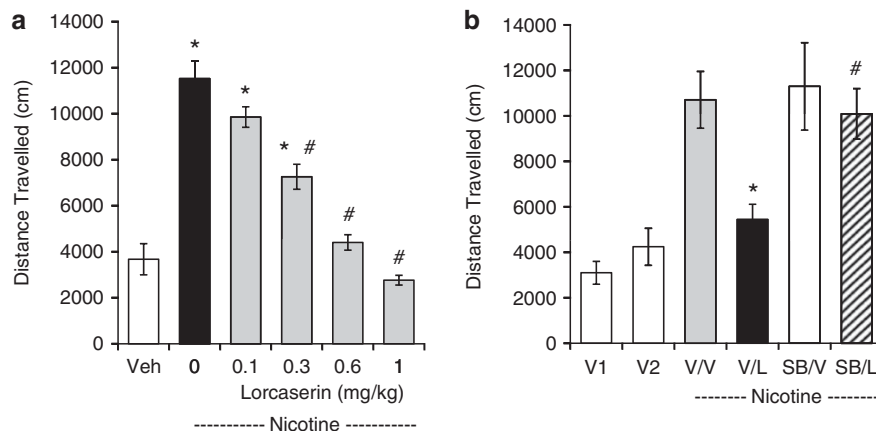 a
14000
12000
10000
8000
6000
4000
2000
0
Distance Travelled (cm)
*
*
* #
#
#
Veh 0 0.1 0.3 0.6 1
Lorcaserin (mg/kg)
----------- Nicotine -----------
b
14000
12000
10000
8000
6000
4000
2000
0
Distance Travelled (cm)
*
#
V1 V2 V/V V/L SB/V SB/L
------- Nicotine -------